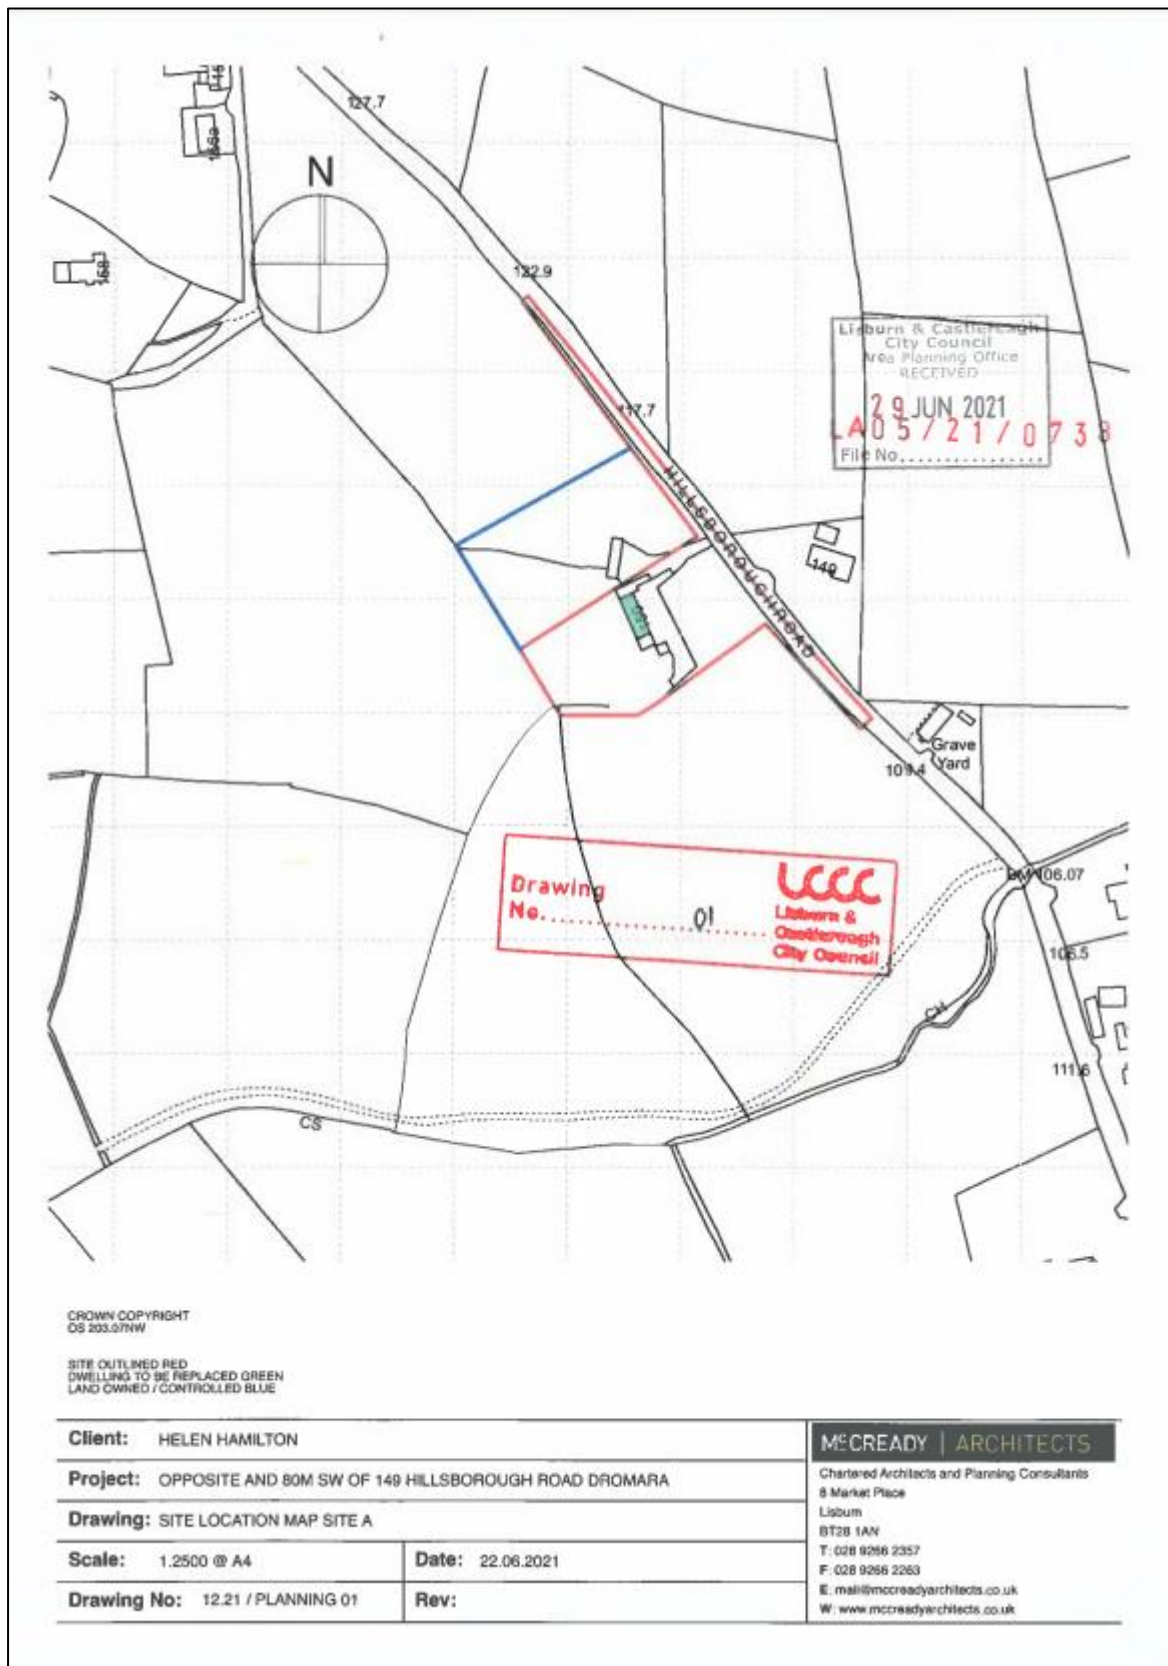 127.7
N
166a
168
122.9
Lisburn & Castlereagh
City Council
Area Planning Office
RECEIVED
29 JUN 2021
LA05/21/0738
File No..................
117.7
HILLSBOROUGH ROAD
149
Grave
Yard
109.4
BM 106.07
Drawing
No. 01
LCCC
Lisburn &
Castlereagh
City Council
106.5
CH
111.6
CS
CROWN COPYRIGHT
OS 203.07NW
SITE OUTLINED RED
DWELLING TO BE REPLACED GREEN
LAND OWNED / CONTROLLED BLUE
Client: HELEN HAMILTON
Project: OPPOSITE AND 80M SW OF 149 HILLSBOROUGH ROAD DROMARA
Drawing: SITE LOCATION MAP SITE A
Scale: 1.2500 @ A4
Date: 22.06.2021
Drawing No: 12.21 / PLANNING 01
Rev:
McCREADY | ARCHITECTS
Chartered Architects and Planning Consultants
8 Market Place
Lisburn
BT28 1AN
T: 028 9266 2357
F: 028 9266 2263
E: mail@mccreadyarchitects.co.uk
W: www.mccreadyarchitects.co.uk